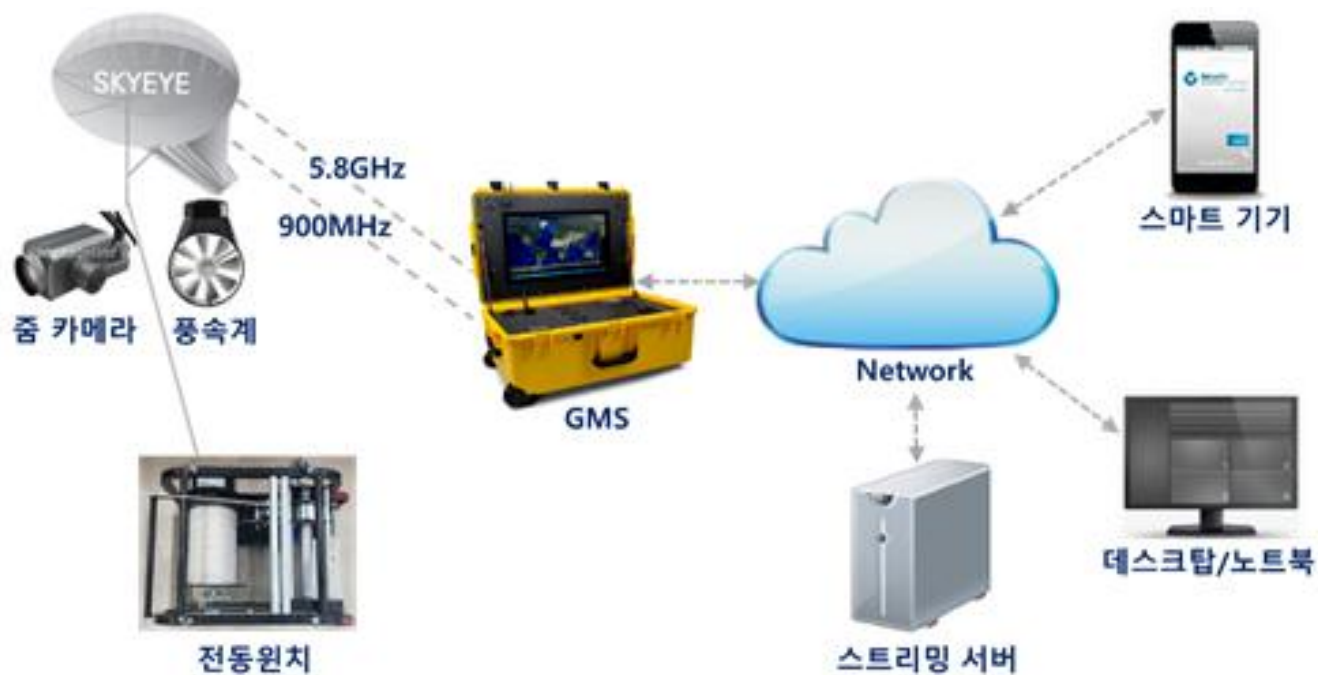 SKYEYE
5.8GHz
900MHz
줌 카메라
풍속계
GMS
Network
스마트 기기
전동윈치
스트리밍 서버
데스크탑/노트북